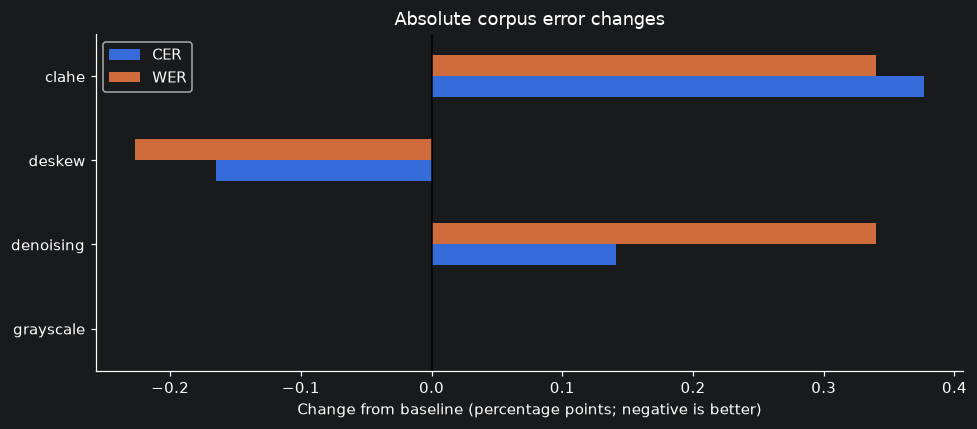 Absolute corpus error changes
CER
WER
clahe
deskew
denoising
grayscale
−0.2 −0.1 0.0 0.1 0.2 0.3 0.4
Change from baseline (percentage points; negative is better)